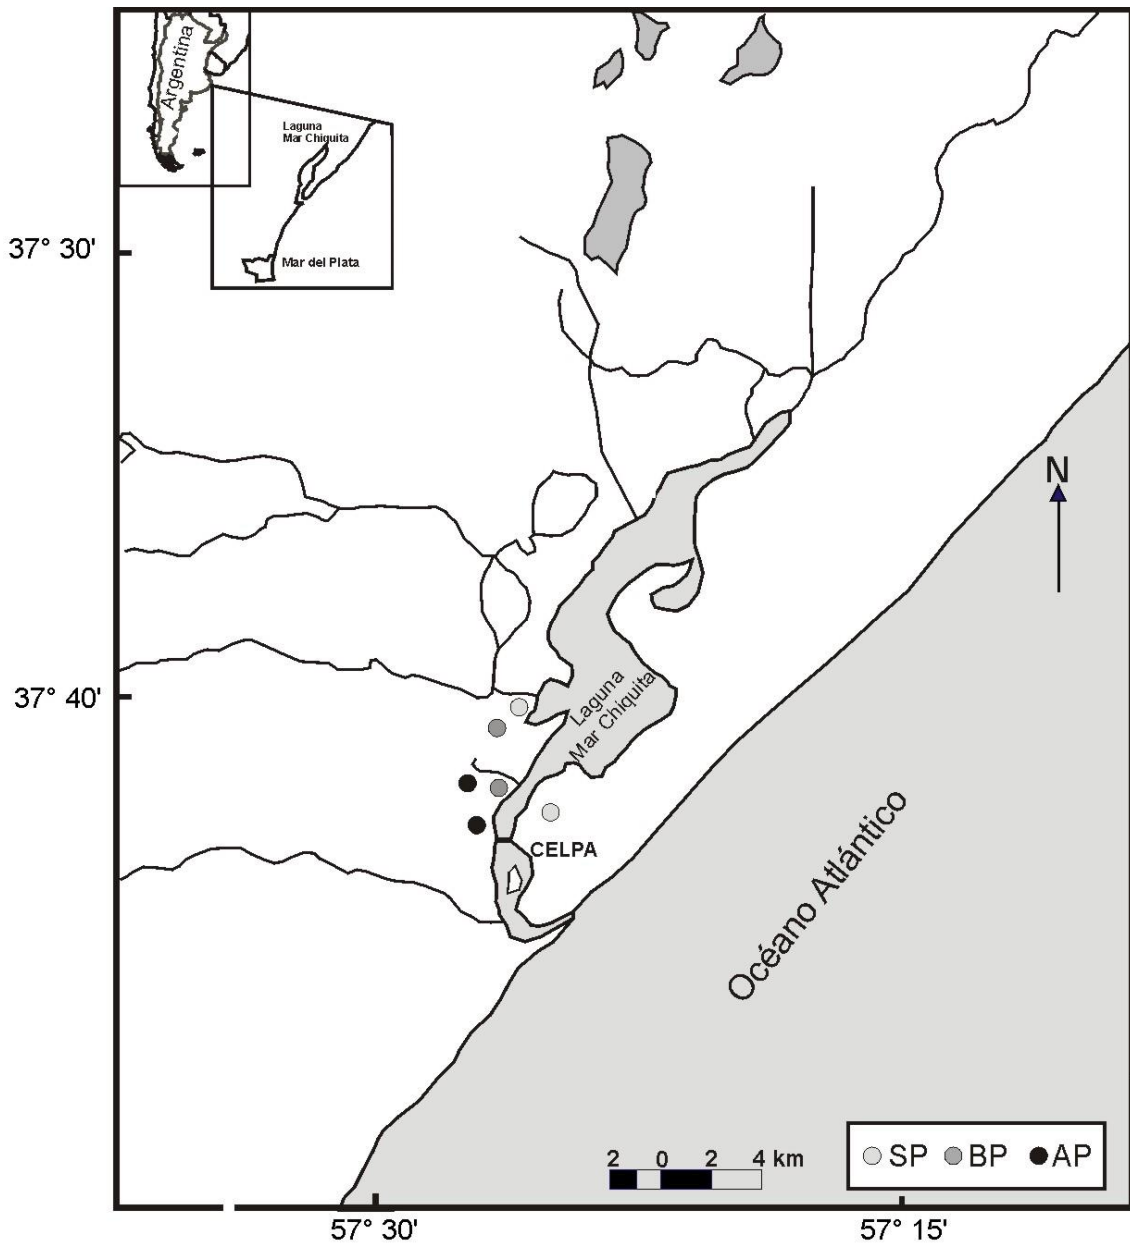 Argentina
Laguna
Mar Chiquita
Mar del Plata
37° 30'
N
37° 40'
Laguna
Mar Chiquita
CELPA
Océano Atlántico
2 0 2 4 km
SP BP AP
57° 30' 57° 15'